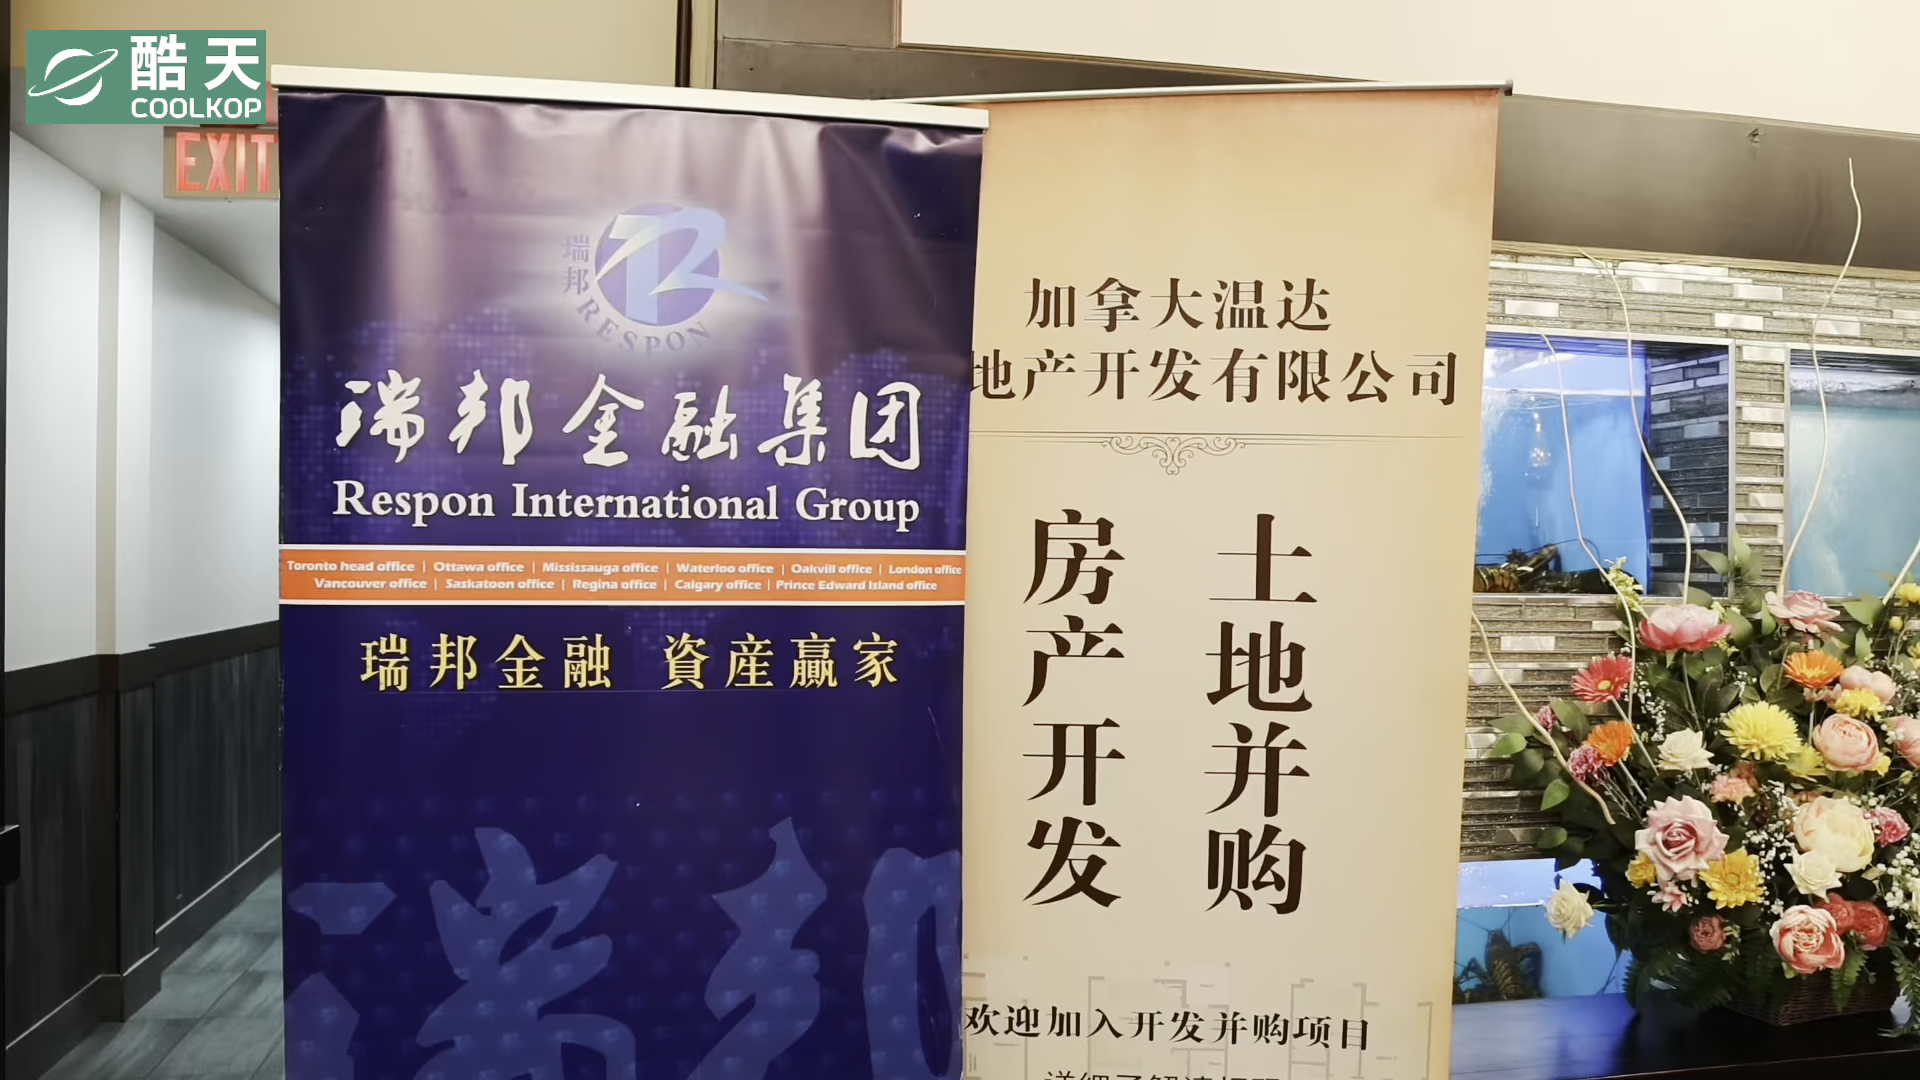 酷天
COOLKOP
EXIT
瑞邦
RESPON
瑞邦金融集团
Respon International Group
Toronto head office | Ottawa office | Mississauga office | Waterloo office | Oakvill office | London office
Vancouver office | Saskatoon office | Regina office | Calgary office | Prince Edward Island office
瑞邦金融 資産贏家
瑞邦
加拿大温达
地产开发有限公司
土地并购
房产开发
欢迎加入开发并购项目